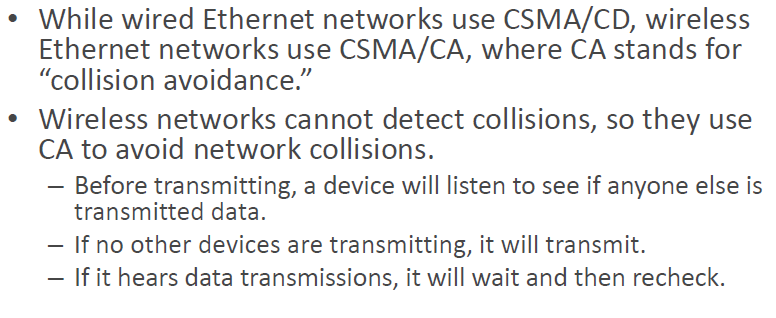 • While wired Ethernet networks use CSMA/CD, wireless
Ethernet networks use CSMA/CA, where CA stands for
“collision avoidance.”
• Wireless networks cannot detect collisions, so they use
CA to avoid network collisions.
– Before transmitting, a device will listen to see if anyone else is
transmitted data.
– If no other devices are transmitting, it will transmit.
– If it hears data transmissions, it will wait and then recheck.